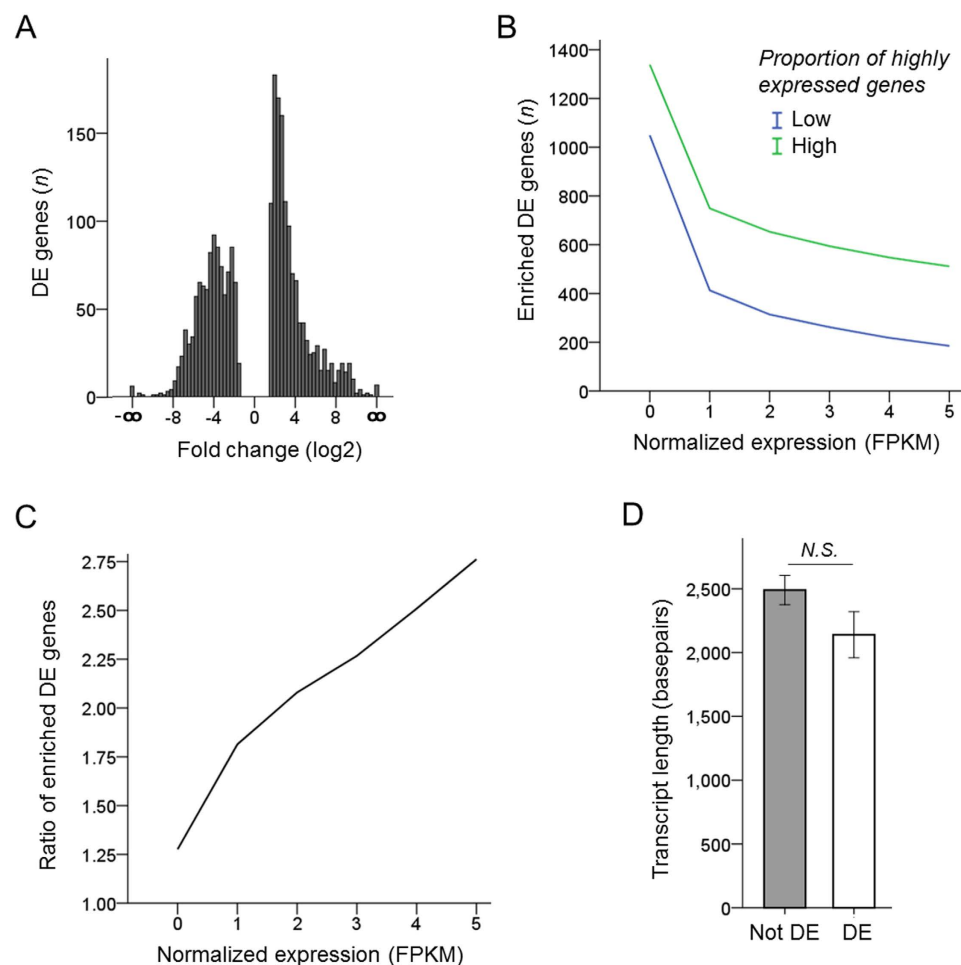 A
DE genes (n)
150
100
50
0
-∞ -8 -4 0 4 8 ∞
Fold change (log2)
B
Enriched DE genes (n)
1400
1200
1000
800
600
400
200
0
Proportion of highly
expressed genes
Low
High
0 1 2 3 4 5
Normalized expression (FPKM)
C
Ratio of enriched DE genes
2.75
2.50
2.25
2.00
1.75
1.50
1.25
1.00
0 1 2 3 4 5
Normalized expression (FPKM)
D
Transcript length (basepairs)
N.S.
2,500
2,000
1,500
1,000
500
0
Not DE DE